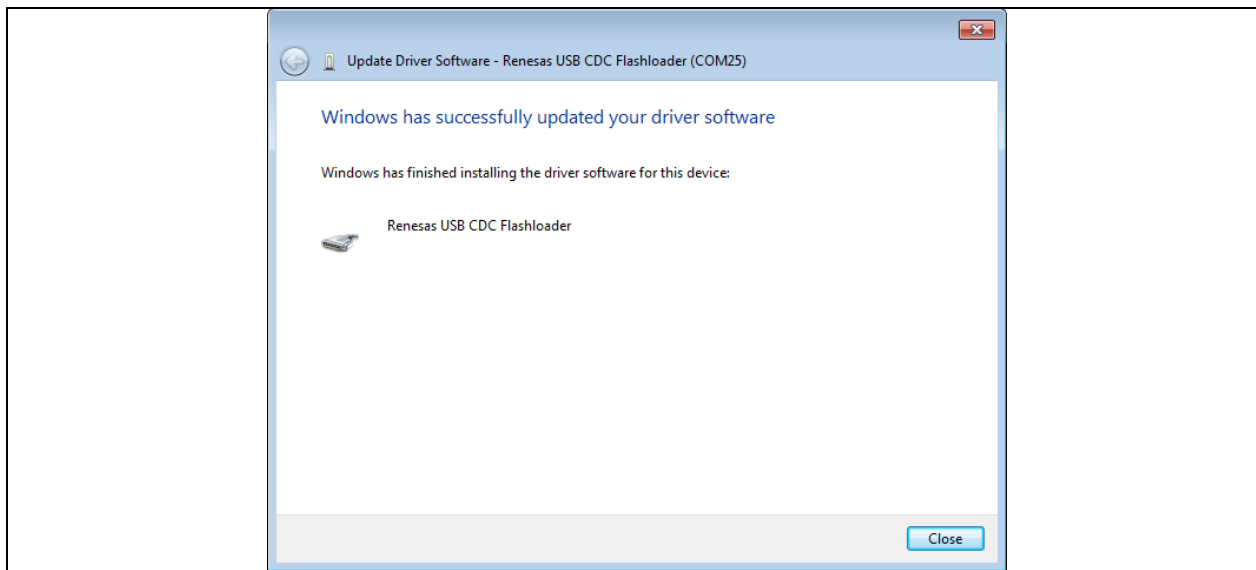 Update Driver Software - Renesas USB CDC Flashloader (COM25)
Windows has successfully updated your driver software
Windows has finished installing the driver software for this device:
Renesas USB CDC Flashloader
Close